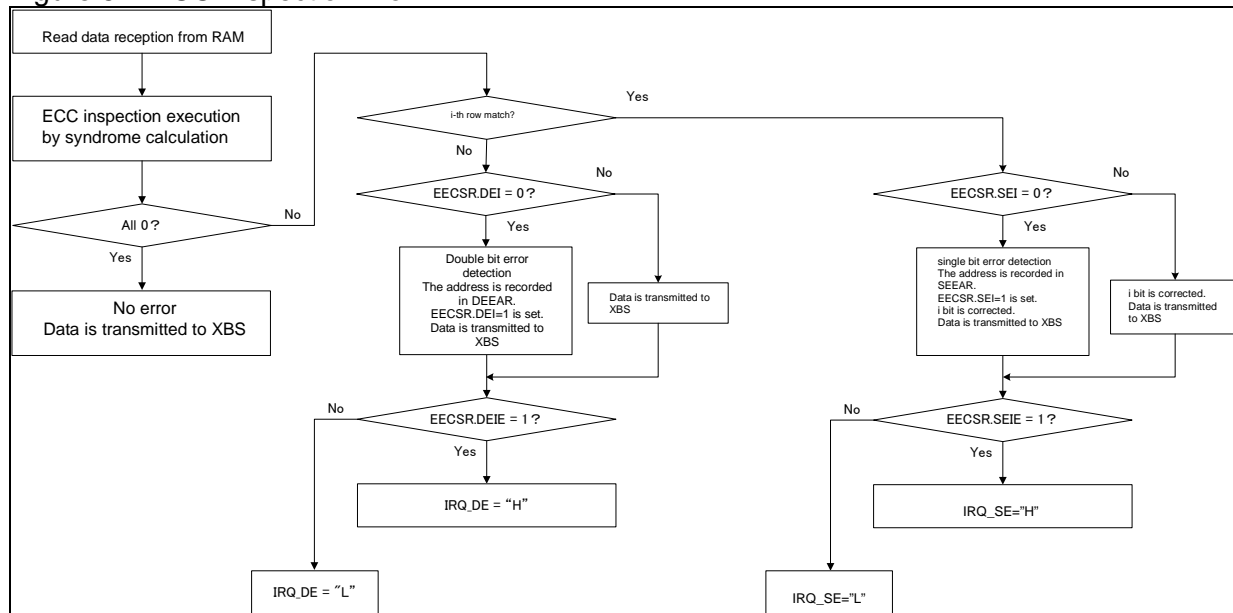 Read data reception from RAM
ECC inspection execution
by syndrome calculation
All 0?
No
Yes
No error
Data is transmitted to XBS
i-th row match?
Yes
No
EECSR.DEI = 0?
No
Yes
Double bit error
detection
The address is recorded
in DEEAR.
EECSR.DEI=1 is set.
Data is transmitted to
XBS
Data is transmitted to
XBS
EECSR.DEIE = 1?
No
Yes
IRQ_DE = “H”
IRQ_DE = "L”
EECSR.SEI = 0?
No
Yes
single bit error detection
The address is recorded in
SEEAR.
EECSR.SEI=1 is set.
i bit is corrected.
Data is transmitted to XBS
i bit is corrected.
Data is transmitted
to XBS
EECSR.SEIE = 1?
No
Yes
IRQ_SE="H"
IRQ_SE="L"